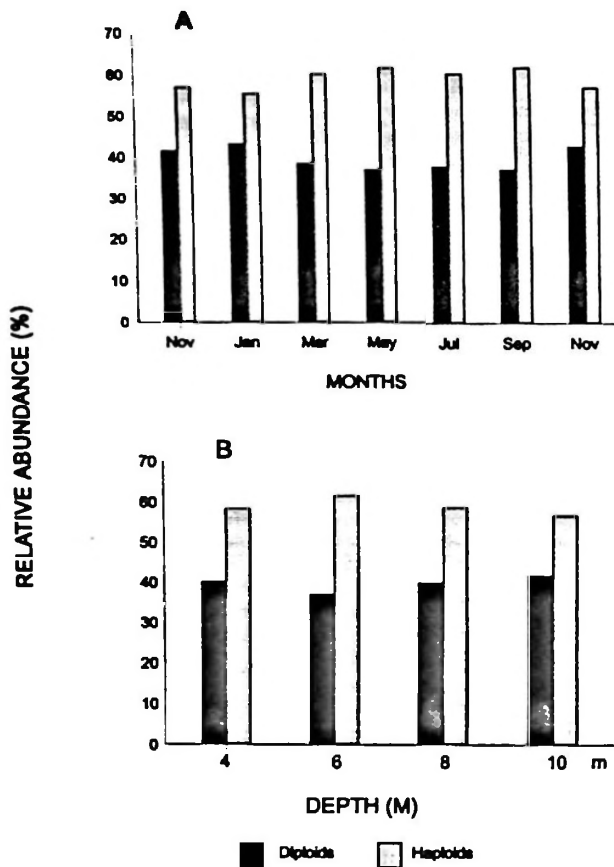 A
70
60
50
40
30
20
10
0
Nov Jan Mar May Jul Sep Nov
MONTHS
RELATIVE ABUNDANCE (%)
B
70
60
50
40
30
20
10
0
4 6 8 10 m
DEPTH (M)
Diploids Haploids